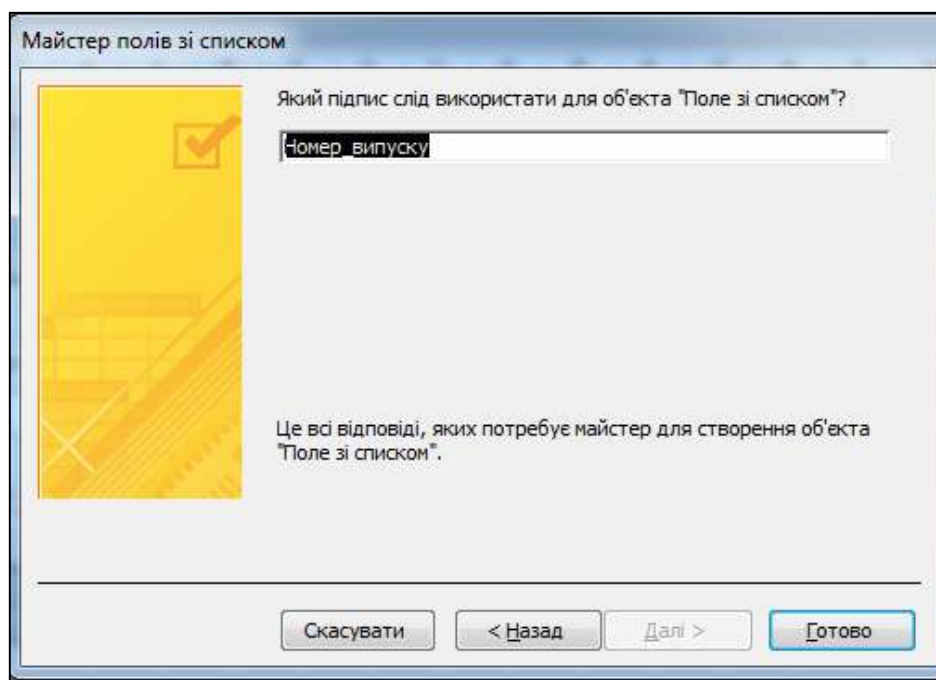 Майстер полів зі списком
Який підпис слід використати для об'єкта "Поле зі списком"?
Номер_випуску
Це всі відповіді, яких потребує майстер для створення об'єкта
"Поле зі списком".
Скасувати
< Назад
Далі >
Готово